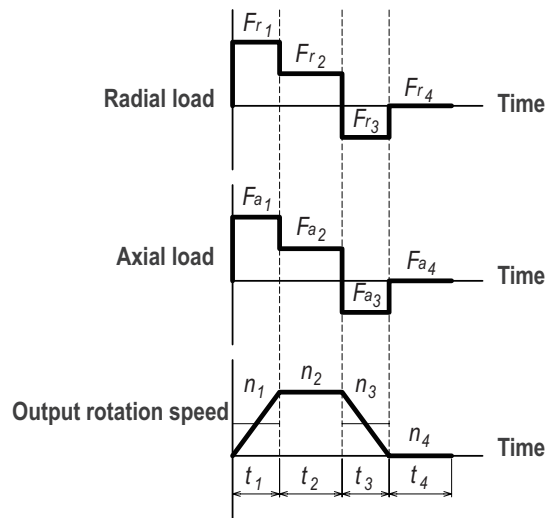 Fr1
Fr2
Fr4
Radial load
Time
Fr3
Fa1
Fa2
Fa4
Axial load
Time
Fa3
n1
n2
n3
Output rotation speed
n4
Time
t1
t2
t3
t4